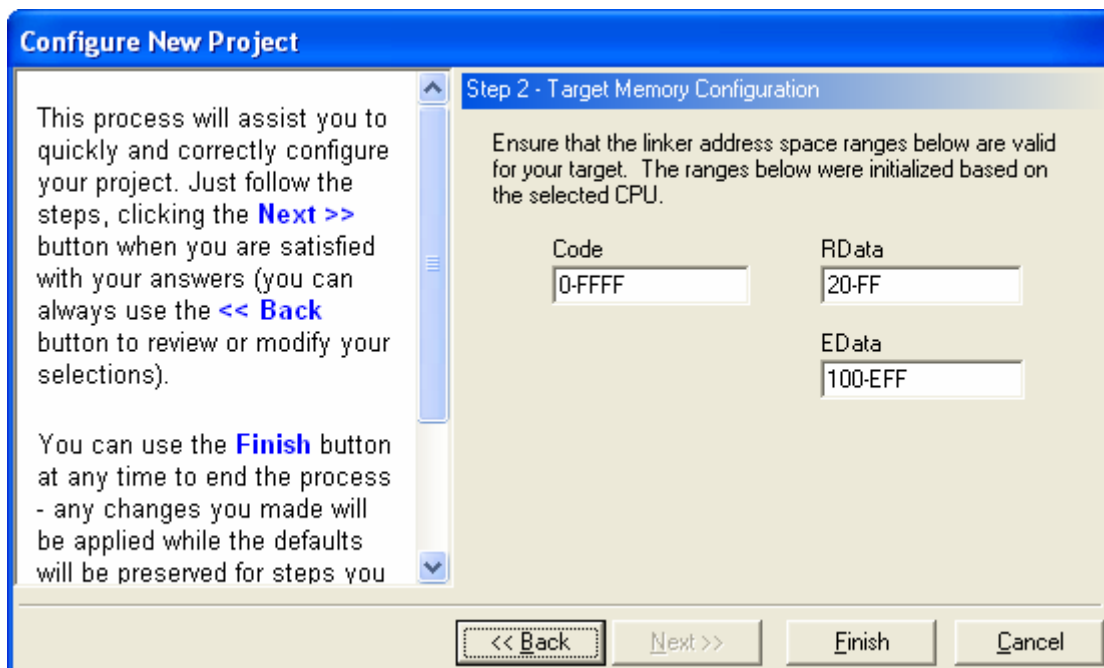 Configure New Project
This process will assist you to
quickly and correctly configure
your project. Just follow the
steps, clicking the Next >>
button when you are satisfied
with your answers (you can
always use the << Back
button to review or modify your
selections).
You can use the Finish button
at any time to end the process
- any changes you made will
be applied while the defaults
will be preserved for steps you
Step 2 - Target Memory Configuration
Ensure that the linker address space ranges below are valid
for your target. The ranges below were initialized based on
the selected CPU.
Code
0-FFFF
RData
20-FF
EData
100-EFF
<< Back
Next >>
Finish
Cancel